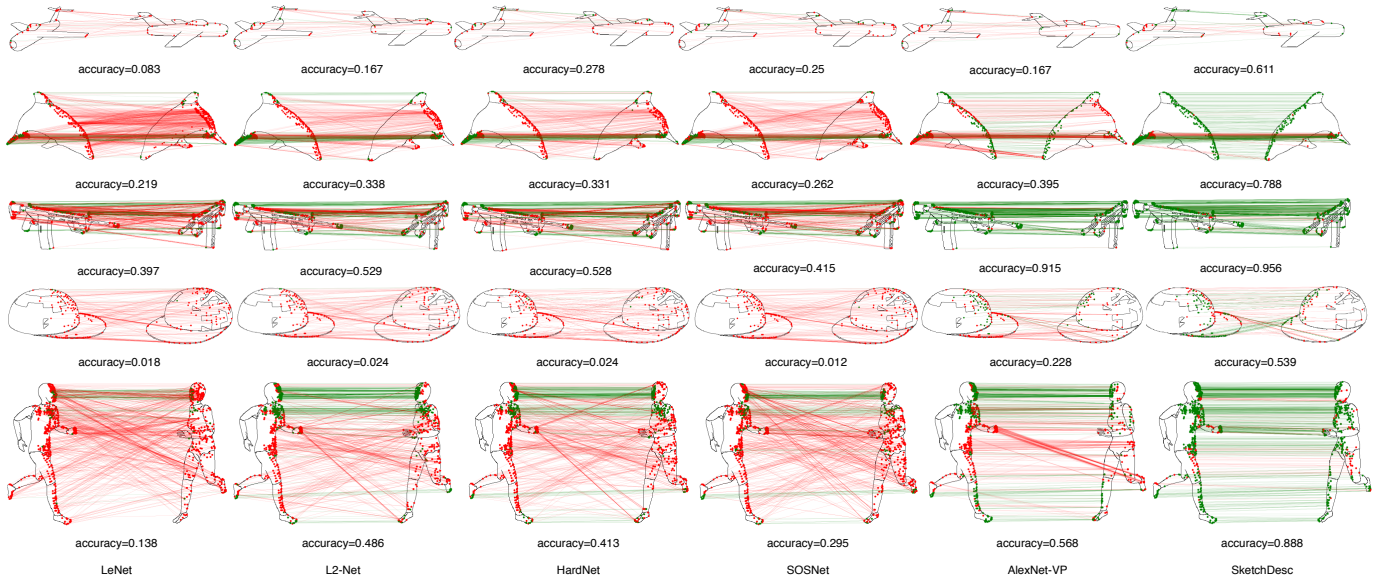 accuracy=0.083 accuracy=0.167 accuracy=0.278 accuracy=0.25 accuracy=0.167 accuracy=0.611
accuracy=0.219 accuracy=0.338 accuracy=0.331 accuracy=0.262 accuracy=0.395 accuracy=0.788
accuracy=0.397 accuracy=0.529 accuracy=0.528 accuracy=0.415 accuracy=0.915 accuracy=0.956
accuracy=0.018 accuracy=0.024 accuracy=0.024 accuracy=0.012 accuracy=0.228 accuracy=0.539
accuracy=0.138 accuracy=0.486 accuracy=0.413 accuracy=0.295 accuracy=0.568 accuracy=0.888
LeNet L2-Net HardNet SOSNet AlexNet-VP SketchDesc